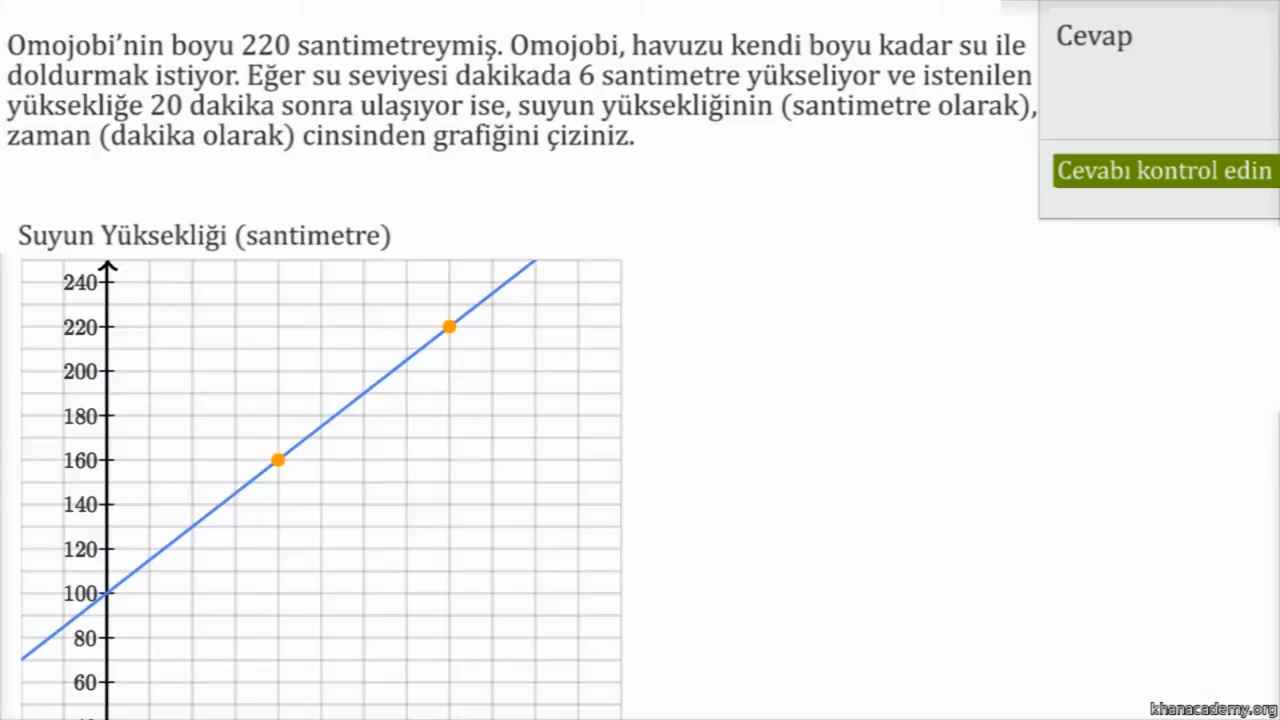 Omojobi’nin boyu 220 santimetreymiş. Omojobi, havuzu kendi boyu kadar su ile
doldurmak istiyor. Eğer su seviyesi dakikada 6 santimetre yükseliyor ve istenilen
yüksekliğe 20 dakika sonra ulaşıyor ise, suyun yüksekliğinin (santimetre olarak),
zaman (dakika olarak) cinsinden grafiğini çiziniz.
Cevap
Cevabı kontrol edin
Suyun Yüksekliği (santimetre)
240
220
200
180
160
140
120
100
80
60
khanacademy.org